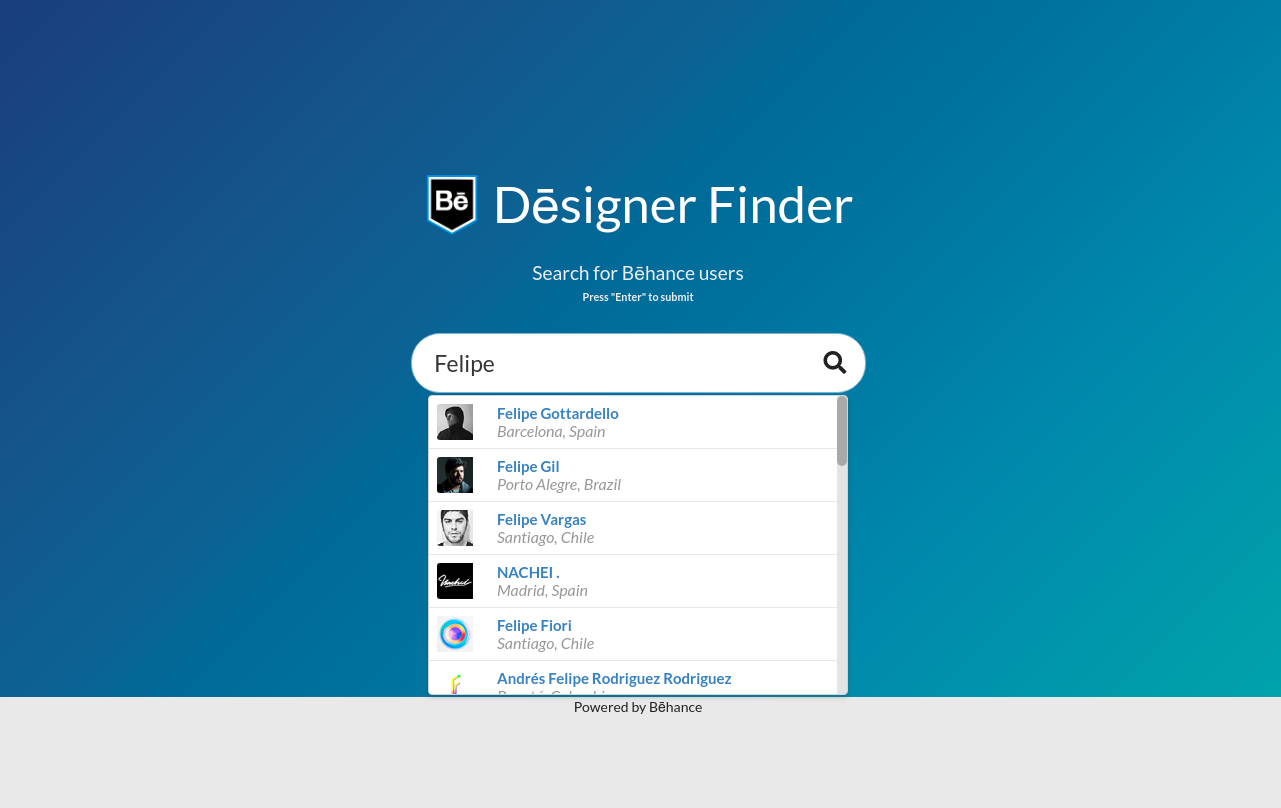 Bē Dēsigner Finder
Search for Bēhance users
Press "Enter" to submit
Felipe
Felipe Gottardello
Barcelona, Spain
Felipe Gil
Porto Alegre, Brazil
Felipe Vargas
Santiago, Chile
Nachei
NACHEI .
Madrid, Spain
Felipe Fiori
Santiago, Chile
Andrés Felipe Rodriguez Rodriguez
Powered by Bēhance